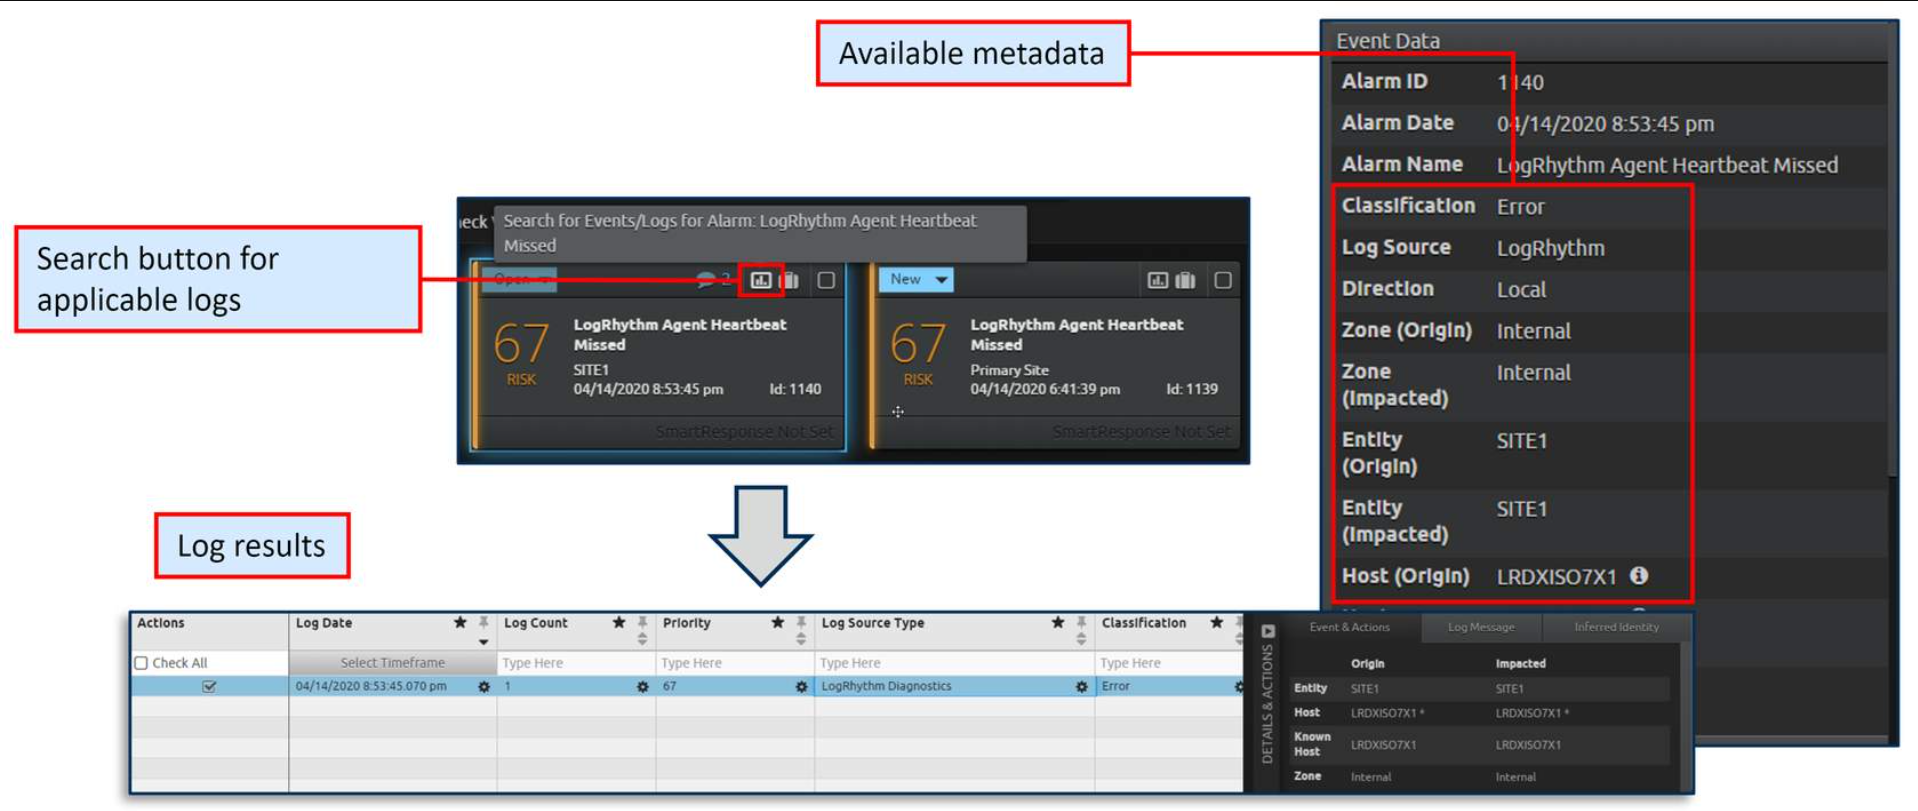 Available metadata
Event Data
Alarm ID 1140
Alarm Date 04/14/2020 8:53:45 pm
Alarm Name LogRhythm Agent Heartbeat Missed
Classification Error
Log Source LogRhythm
Direction Local
Zone (Origin) Internal
Zone
(Impacted) Internal
Entity
(Origin) SITE1
Entity
(Impacted) SITE1
Host (Origin) LRDXISO7X1
Search button for
applicable logs
eck
Search for Events/Logs for Alarm: LogRhythm Agent Heartbeat
Missed
Open 2
67
RISK
LogRhythm Agent Heartbeat
Missed
SITE1
04/14/2020 8:53:45 pm Id: 1140
SmartResponse Not Set
New
67
RISK
LogRhythm Agent Heartbeat
Missed
Primary Site
04/14/2020 6:41:39 pm Id: 1139
SmartResponse Not Set
Log results
Actions Log Date Log Count Priority Log Source Type Classification
Check All Select Timeframe Type Here Type Here Type Here Type Here
04/14/2020 8:53:45.070 pm 1 67 LogRhythm Diagnostics Error
DETAILS & ACTIONS
Event & Actions Log Message Inferred Identity
Origin Impacted
Entity SITE1 SITE1
Host LRDXISO7X1 * LRDXISO7X1 *
Known
Host LRDXISO7X1 LRDXISO7X1
Zone Internal Internal